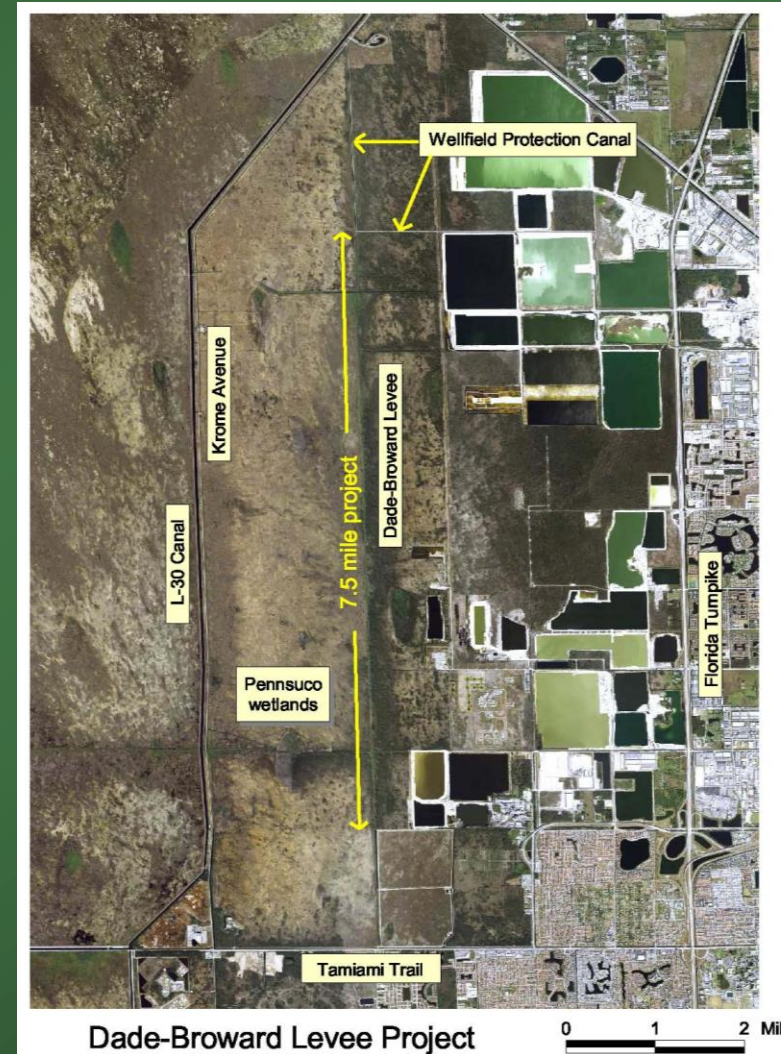 Wellfield Protection Canal
Krome Avenue
Dade-Broward Levee
7.5 mile project
L-30 Canal
Florida Turnpike
Pennsuco
wetlands
Tamiami Trail
Dade-Broward Levee Project
0 1 2 Mil